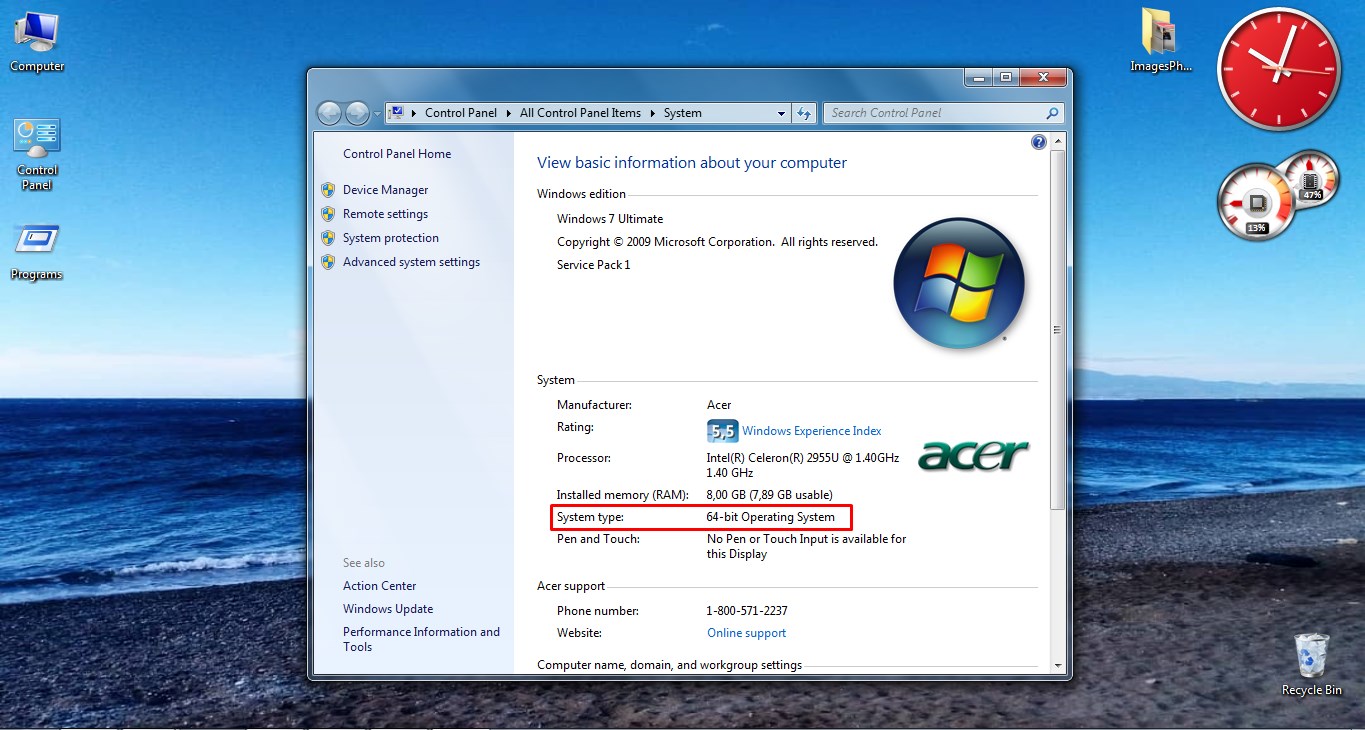 Computer
Control
Panel
Programs
ImagesPh...
47%
13%
Control Panel
All Control Panel Items
System
Search Control Panel
Control Panel Home
Device Manager
Remote settings
System protection
Advanced system settings
See also
Action Center
Windows Update
Performance Information and
Tools
View basic information about your computer
Windows edition
Windows 7 Ultimate
Copyright © 2009 Microsoft Corporation.  All rights reserved.
Service Pack 1
System
Manufacturer: Acer
Rating: 5,5 Windows Experience Index
Processor: Intel(R) Celeron(R) 2955U @ 1.40GHz
1.40 GHz
acer
Installed memory (RAM): 8,00 GB (7,89 GB usable)
System type: 64-bit Operating System
Pen and Touch: No Pen or Touch Input is available for
this Display
Acer support
Phone number: 1-800-571-2237
Website: Online support
Computer name, domain, and workgroup settings
Recycle Bin